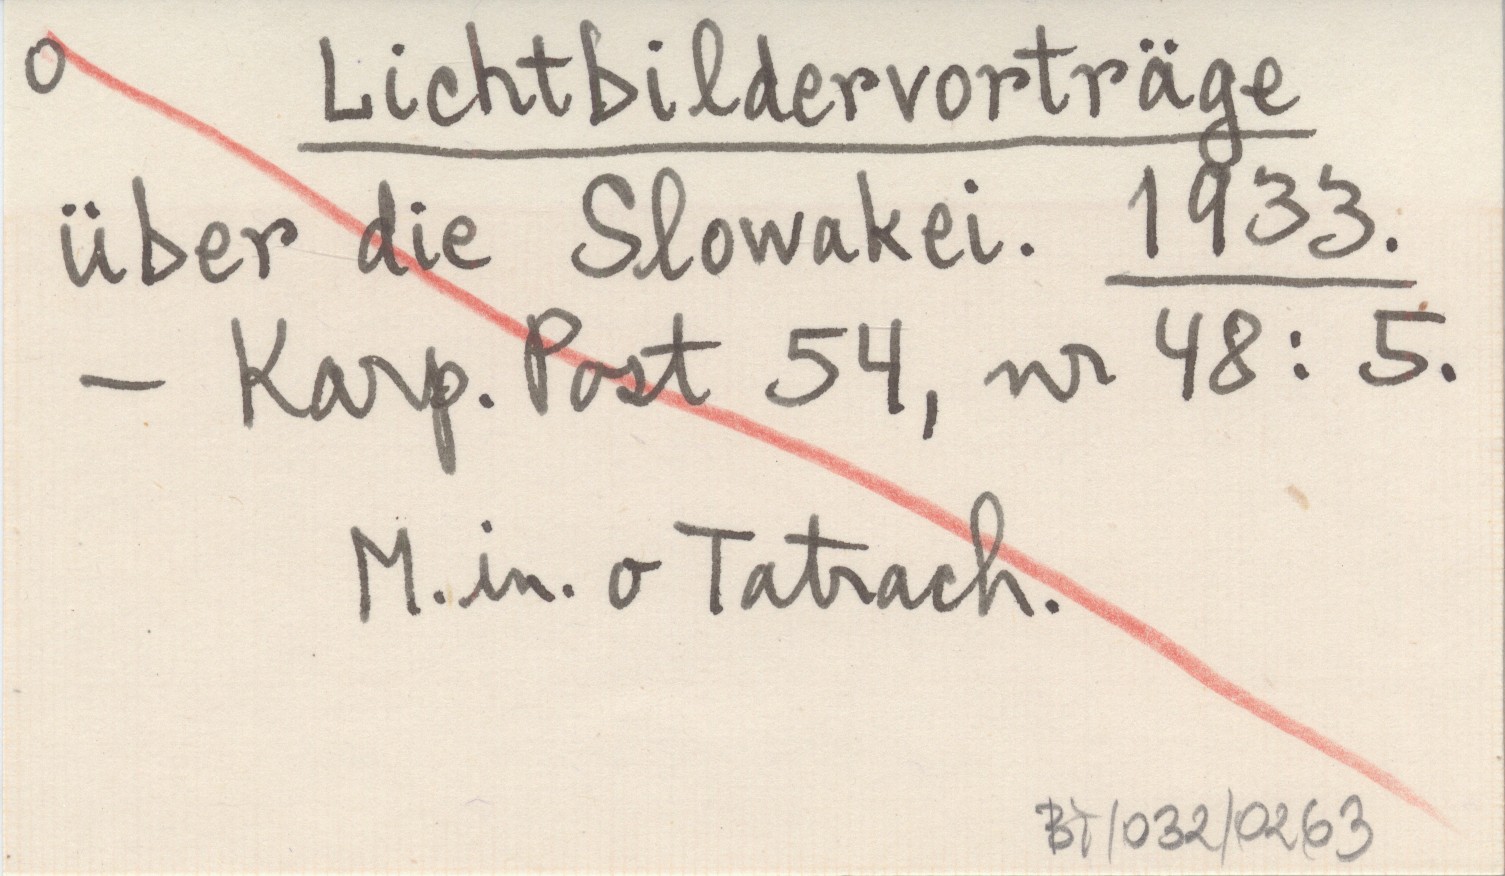 o Lichtbildervorträge
über die Slowakei. 1933.
— Karp. Post 54, nr 48: 5.
M. in. o Tatrach.
BT/032/0263